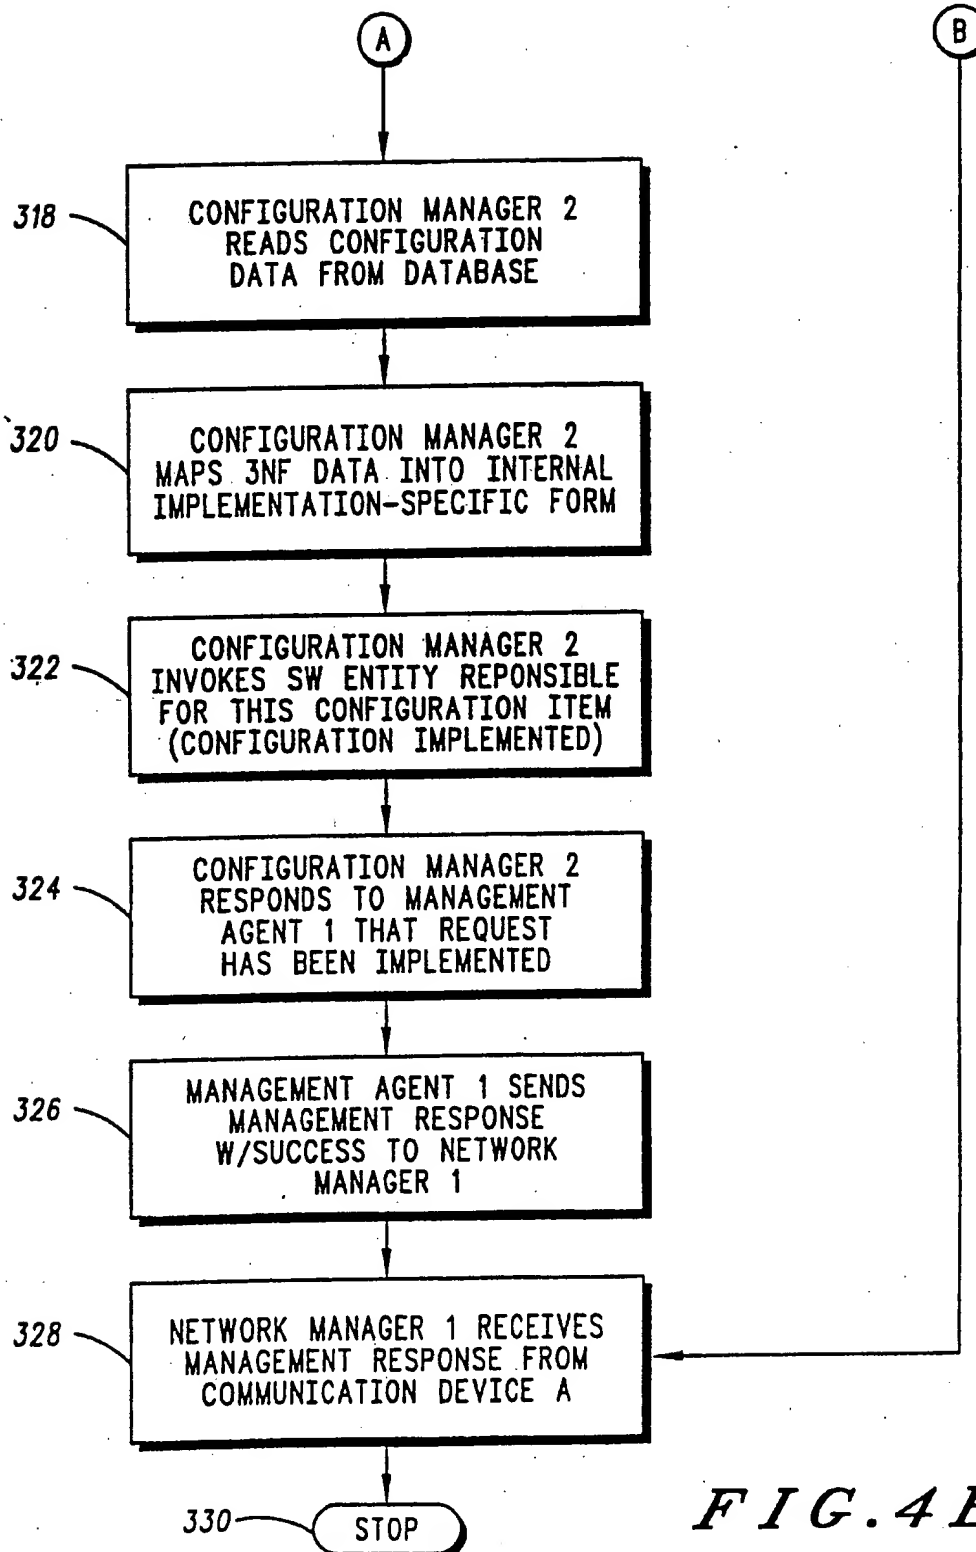 A
B
318
CONFIGURATION MANAGER 2
READS CONFIGURATION
DATA FROM DATABASE
320
CONFIGURATION MANAGER 2
MAPS 3NF DATA INTO INTERNAL
IMPLEMENTATION-SPECIFIC FORM
322
CONFIGURATION MANAGER 2
INVOKES SW ENTITY REPONSIBLE
FOR THIS CONFIGURATION ITEM
(CONFIGURATION IMPLEMENTED)
324
CONFIGURATION MANAGER 2
RESPONDS TO MANAGEMENT
AGENT 1 THAT REQUEST
HAS BEEN IMPLEMENTED
326
MANAGEMENT AGENT 1 SENDS
MANAGEMENT RESPONSE
W/SUCCESS TO NETWORK
MANAGER 1
328
NETWORK MANAGER 1 RECEIVES
MANAGEMENT RESPONSE FROM
COMMUNICATION DEVICE A
330
STOP
FIG.4B